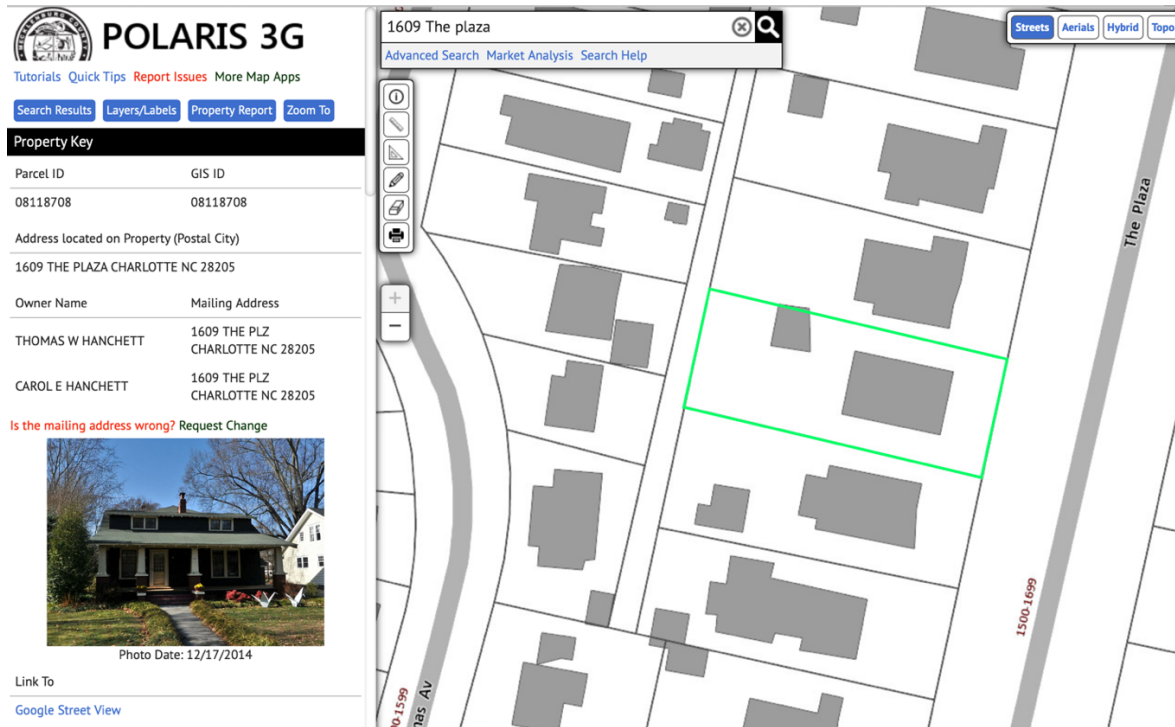 POLARIS 3G
Tutorials Quick Tips Report Issues More Map Apps
Search Results Layers/Labels Property Report Zoom To
Property Key
Parcel ID GIS ID
08118708 08118708
Address located on Property (Postal City)
1609 THE PLAZA CHARLOTTE NC 28205
Owner Name Mailing Address
THOMAS W HANCHETT 1609 THE PLZ
CHARLOTTE NC 28205
CAROL E HANCHETT 1609 THE PLZ
CHARLOTTE NC 28205
Is the mailing address wrong? Request Change
Photo Date: 12/17/2014
Link To
Google Street View
1609 The plaza
Advanced Search Market Analysis Search Help
Streets Aerials Hybrid Topo
The Plaza
1500-1699
00-1599
mas Av